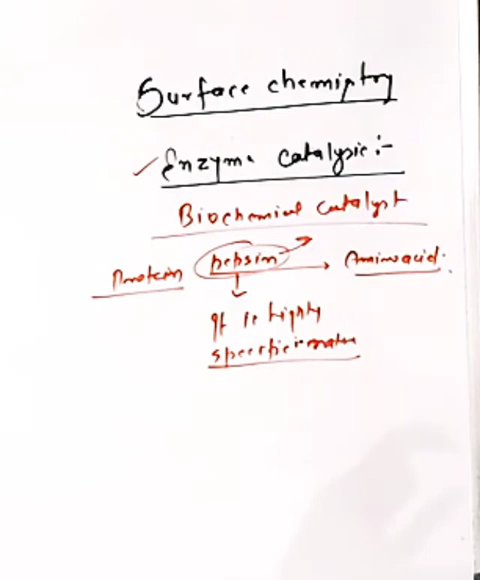 Surface chemistry
Enzyme catalysis :-
Biochemical catalyst
Protein pepsin Aminoacid.
It is highly
specific in nature